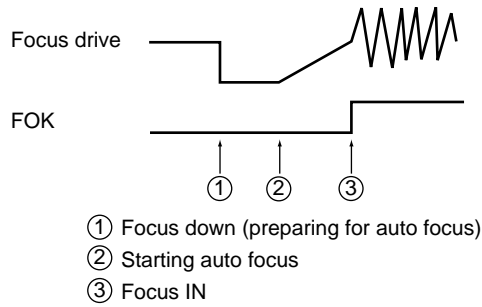 Focus drive
FOK
① ② ③
① Focus down (preparing for auto focus)
② Starting auto focus
③ Focus IN